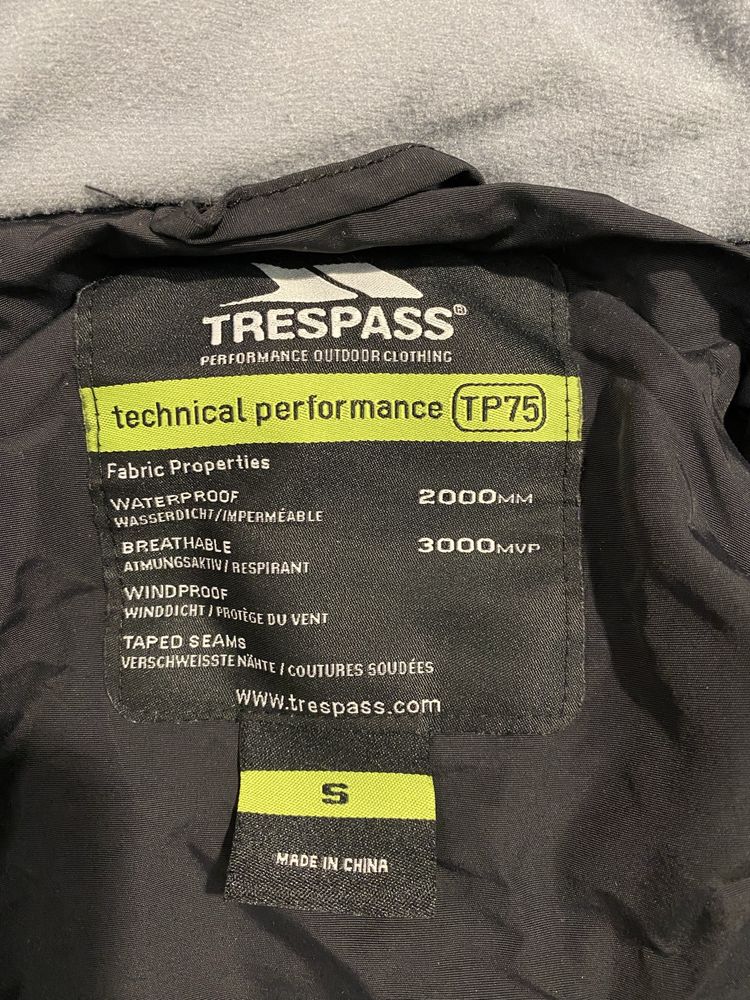 TRESPASS®
PERFORMANCE OUTDOOR CLOTHING
technical performance TP75
Fabric Properties
WATERPROOF 2000MM
WASSERDICHT/IMPERMÉABLE
BREATHABLE 3000MVP
ATMUNGSAKTIV/RESPIRANT
WINDPROOF
WINDDICHT/PROTÈGE DU VENT
TAPED SEAMS
VERSCHWEISSTE NÄHTE/COUTURES SOUDÉES
www.trespass.com
S
MADE IN CHINA